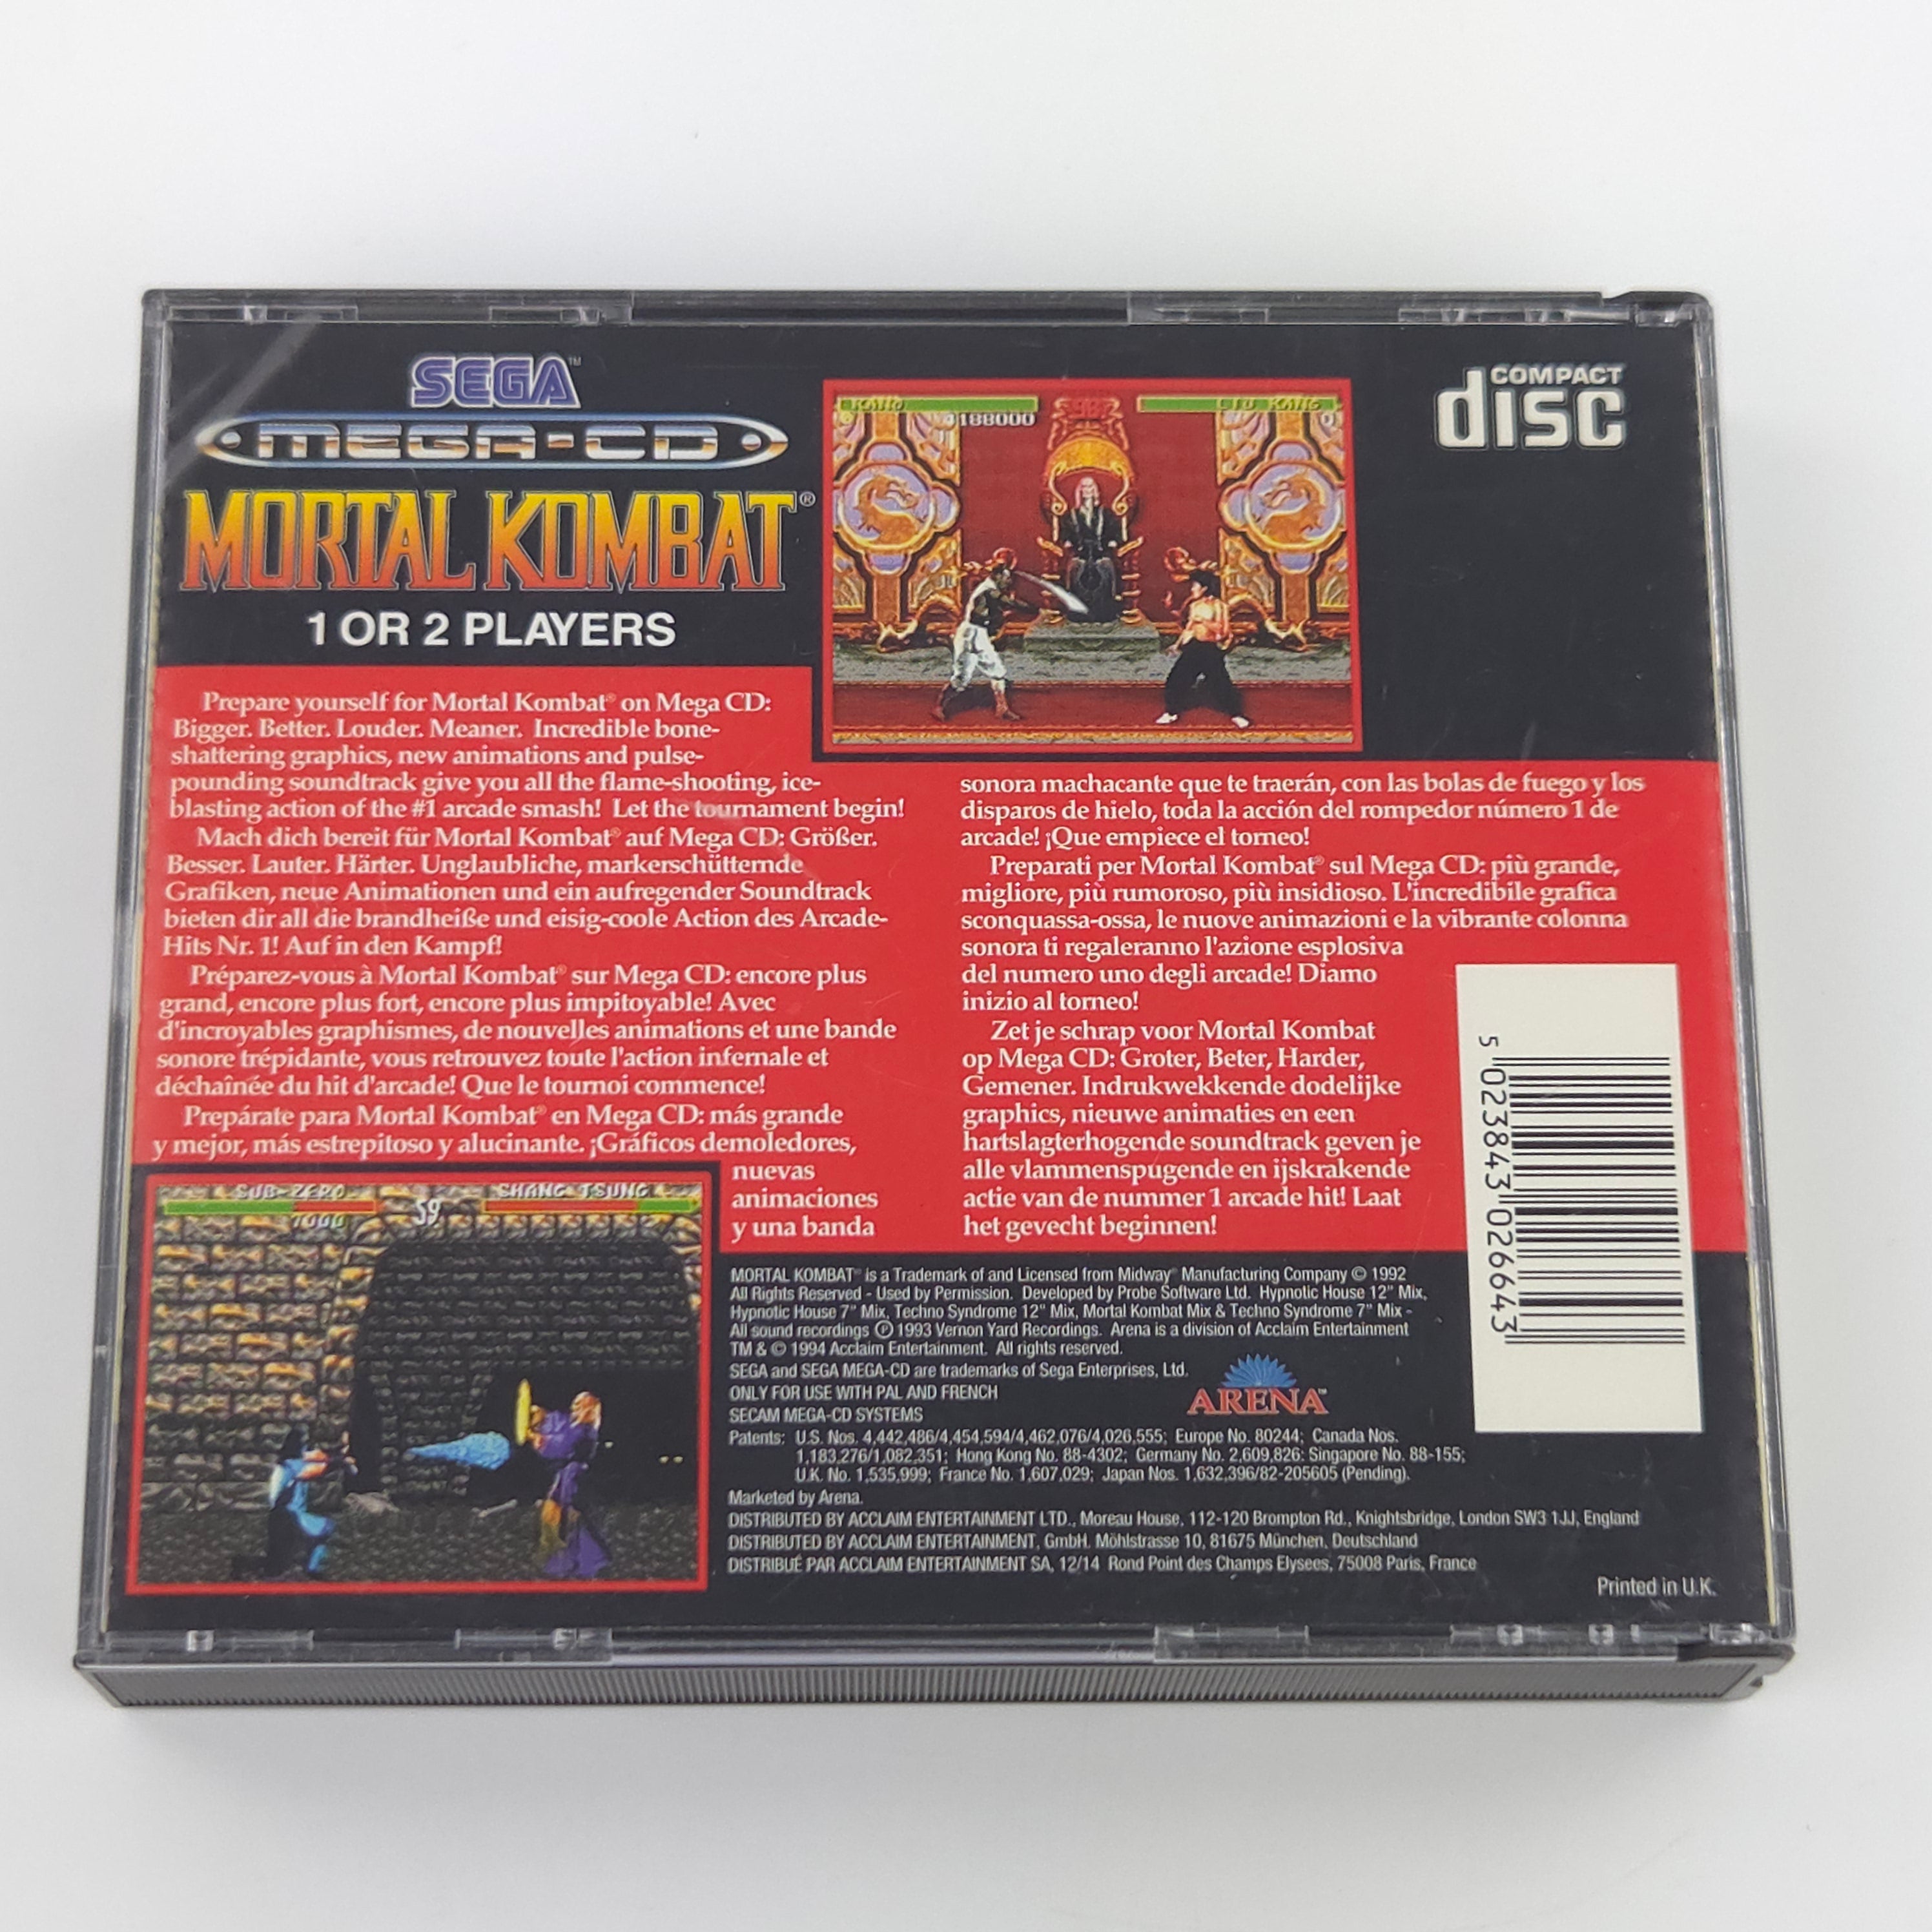 SEGA™
MEGA-CD
MORTAL KOMBAT®
1 OR 2 PLAYERS
KANO
4188000
98
LIU KANG
0
COMPACT
disc
Prepare yourself for Mortal Kombat® on Mega CD:
Bigger. Better. Louder. Meaner. Incredible bone-
shattering graphics, new animations and pulse-
pounding soundtrack give you all the flame-shooting, ice-
blasting action of the #1 arcade smash! Let the tournament begin!
Mach dich bereit für Mortal Kombat® auf Mega CD: Größer.
Besser. Lauter. Härter. Unglaubliche, markerschütternde
Grafiken, neue Animationen und ein aufregender Soundtrack
bieten dir all die brandheiße und eisig-coole Action des Arcade-
Hits Nr. 1! Auf in den Kampf!
Préparez-vous à Mortal Kombat® sur Mega CD: encore plus
grand, encore plus fort, encore plus impitoyable! Avec
d'incroyables graphismes, de nouvelles animations et une bande
sonore trépidante, vous retrouvez toute l'action infernale et
déchaînée du hit d'arcade! Que le tournoi commence!
Prepárate para Mortal Kombat® en Mega CD: más grande
y mejor, más estrepitoso y alucinante. ¡Gráficos demoledores,
nuevas
animaciones
y una banda
sonora machacante que te traerán, con las bolas de fuego y los
disparos de hielo, toda la acción del rompedor número 1 de
arcade! ¡Que empiece el torneo!
Preparati per Mortal Kombat® sul Mega CD: più grande,
migliore, più rumoroso, più insidioso. L'incredibile grafica
sconquassa-ossa, le nuove animazioni e la vibrante colonna
sonora ti regaleranno l'azione esplosiva
del numero uno degli arcade! Diamo
inizio al torneo!
Zet je schrap voor Mortal Kombat
op Mega CD: Groter, Beter, Harder,
Gemener. Indrukwekkende dodelijke
graphics, nieuwe animaties en een
hartslagterhogende soundtrack geven je
alle vlammenspugende en ijskrakende
actie van de nummer 1 arcade hit! Laat
het gevecht beginnen!
5 023843 026643
SUB-ZERO
7000
59
SHANG TSUNG
MORTAL KOMBAT® is a Trademark of and Licensed from Midway® Manufacturing Company © 1992
All Rights Reserved - Used by Permission. Developed by Probe Software Ltd. Hypnotic House 12" Mix,
Hypnotic House 7" Mix, Techno Syndrome 12" Mix, Mortal Kombat Mix & Techno Syndrome 7" Mix -
All sound recordings ℗ 1993 Vernon Yard Recordings. Arena is a division of Acclaim Entertainment
TM & © 1994 Acclaim Entertainment. All rights reserved.
SEGA and SEGA MEGA-CD are trademarks of Sega Enterprises, Ltd.
ONLY FOR USE WITH PAL AND FRENCH
SECAM MEGA-CD SYSTEMS
ARENA™
Patents: U.S. Nos. 4,442,486/4,454,594/4,462,076/4,026,555; Europe No. 80244; Canada Nos.
1,183,276/1,082,351; Hong Kong No. 88-4302; Germany No. 2,609,826: Singapore No. 88-155;
U.K. No. 1,535,999; France No. 1,607,029; Japan Nos. 1,632,396/82-205605 (Pending).
Marketed by Arena.
DISTRIBUTED BY ACCLAIM ENTERTAINMENT LTD., Moreau House, 112-120 Brompton Rd., Knightsbridge, London SW3 1JJ, England
DISTRIBUTED BY ACCLAIM ENTERTAINMENT, GmbH. Möhlstrasse 10, 81675 München, Deutschland
DISTRIBUÉ PAR ACCLAIM ENTERTAINMENT SA, 12/14 Rond Point des Champs Elysees, 75008 Paris, France
Printed in U.K.